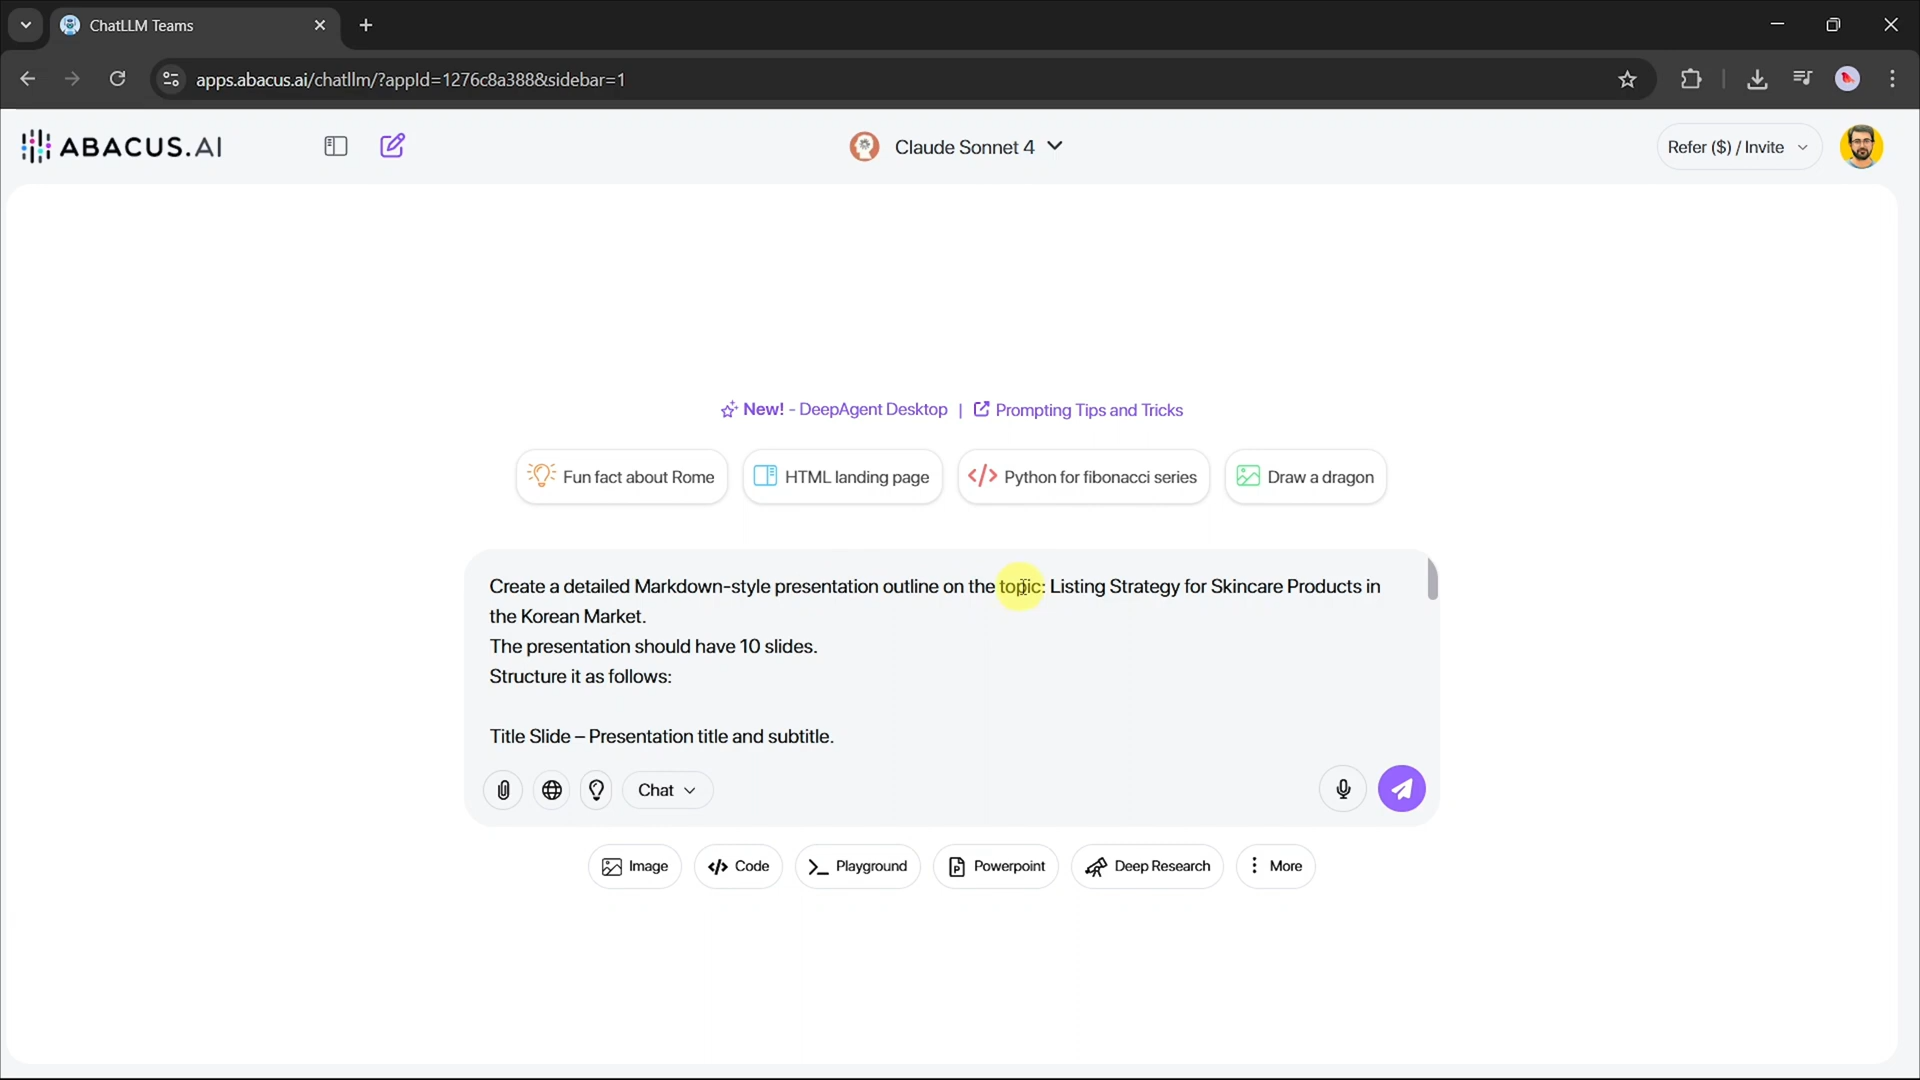 ChatLLM Teams
apps.abacus.ai/chatllm/?appId=1276c8a388&sidebar=1
ABACUS.AI
Claude Sonnet 4
Refer ($) / Invite
New! - DeepAgent Desktop | Prompting Tips and Tricks
Fun fact about Rome
HTML landing page
Python for fibonacci series
Draw a dragon
Create a detailed Markdown-style presentation outline on the topic: Listing Strategy for Skincare Products in
the Korean Market.
The presentation should have 10 slides.
Structure it as follows:
Title Slide – Presentation title and subtitle.
Chat
Image
Code
Playground
Powerpoint
Deep Research
More